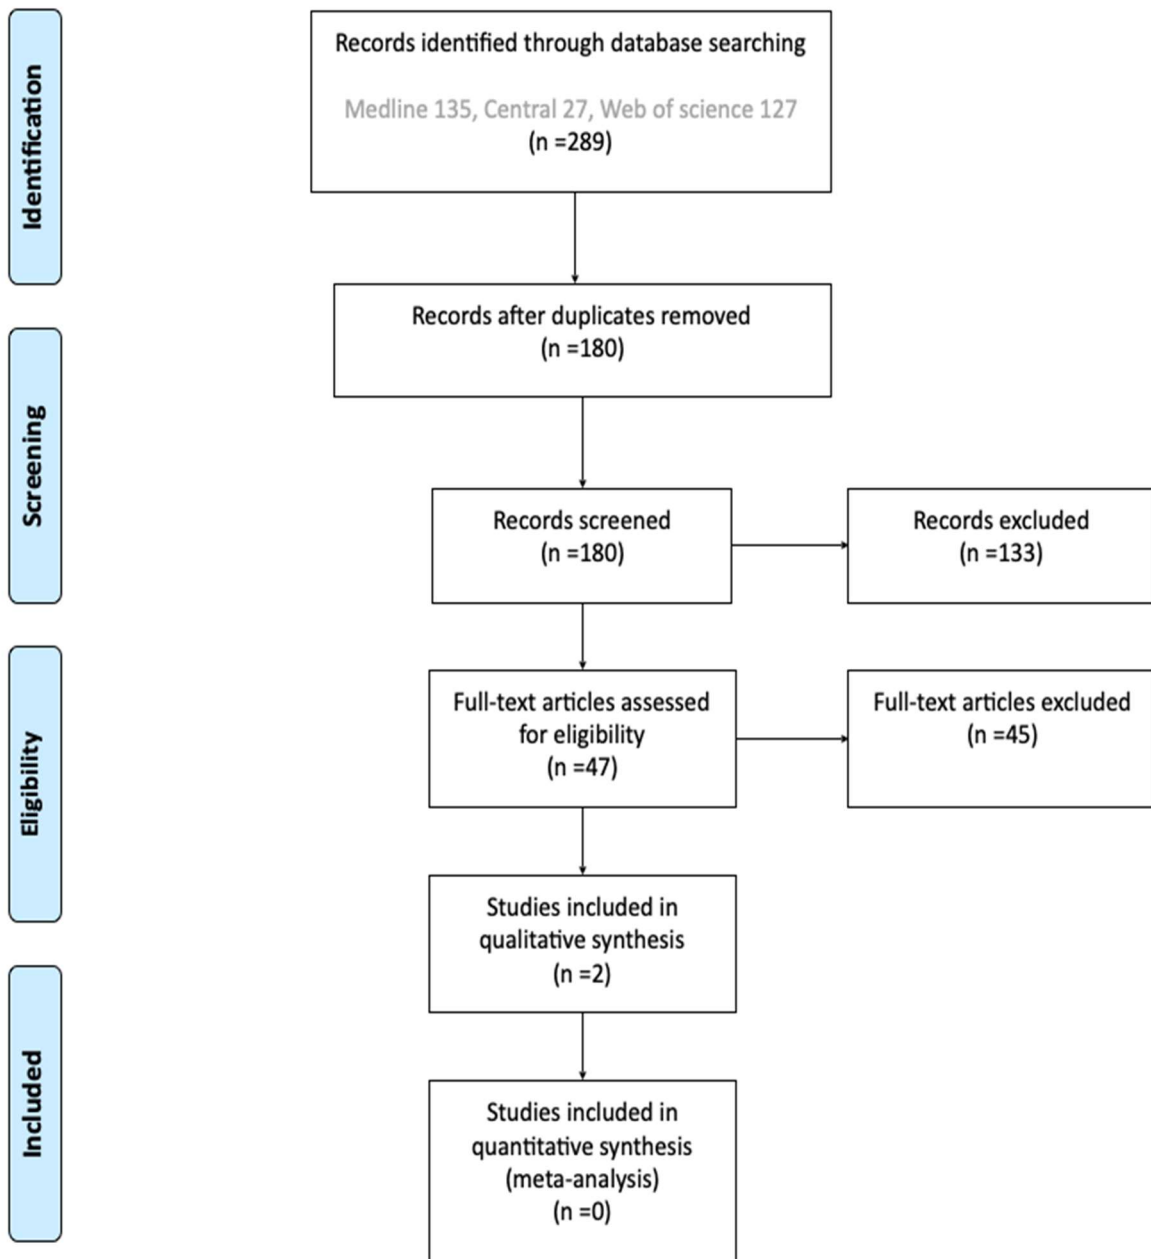 Identification
Records identified through database searching
Medline 135, Central 27, Web of science 127
(n =289)
Records after duplicates removed
(n =180)
Screening
Records screened
(n =180)
Records excluded
(n =133)
Eligibility
Full-text articles assessed
for eligibility
(n =47)
Full-text articles excluded
(n =45)
Studies included in
qualitative synthesis
(n =2)
Included
Studies included in
quantitative synthesis
(meta-analysis)
(n =0)